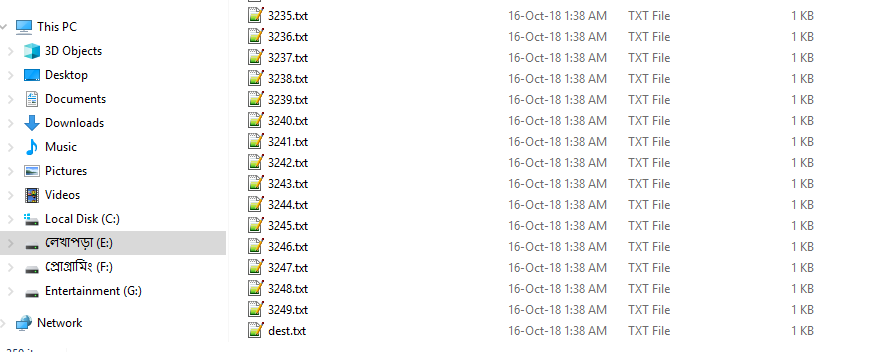 This PC
3D Objects
Desktop
Documents
Downloads
Music
Pictures
Videos
Local Disk (C:)
লেখাপড়া (E:)
প্রোগ্রামিং (F:)
Entertainment (G:)
Network
3235.txt 16-Oct-18 1:38 AM TXT File 1 KB
3236.txt 16-Oct-18 1:38 AM TXT File 1 KB
3237.txt 16-Oct-18 1:38 AM TXT File 1 KB
3238.txt 16-Oct-18 1:38 AM TXT File 1 KB
3239.txt 16-Oct-18 1:38 AM TXT File 1 KB
3240.txt 16-Oct-18 1:38 AM TXT File 1 KB
3241.txt 16-Oct-18 1:38 AM TXT File 1 KB
3242.txt 16-Oct-18 1:38 AM TXT File 1 KB
3243.txt 16-Oct-18 1:38 AM TXT File 1 KB
3244.txt 16-Oct-18 1:38 AM TXT File 1 KB
3245.txt 16-Oct-18 1:38 AM TXT File 1 KB
3246.txt 16-Oct-18 1:38 AM TXT File 1 KB
3247.txt 16-Oct-18 1:38 AM TXT File 1 KB
3248.txt 16-Oct-18 1:38 AM TXT File 1 KB
3249.txt 16-Oct-18 1:38 AM TXT File 1 KB
dest.txt 16-Oct-18 1:38 AM TXT File 1 KB